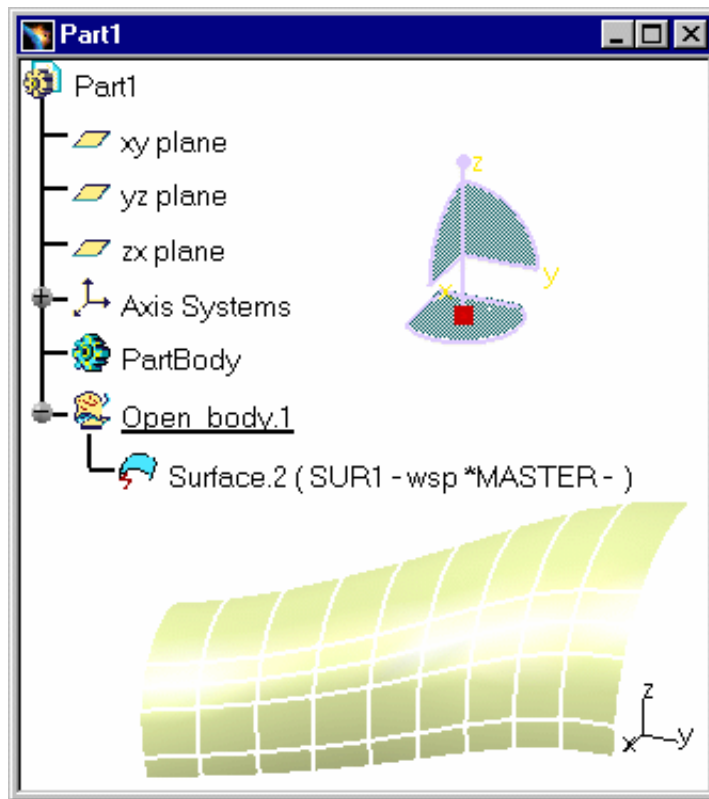 Part1
Part1
xy plane
yz plane
zx plane
Axis Systems
PartBody
Open_body.1
Surface.2 ( SUR1 - wsp *MASTER - )
z
y
x
z
x
y